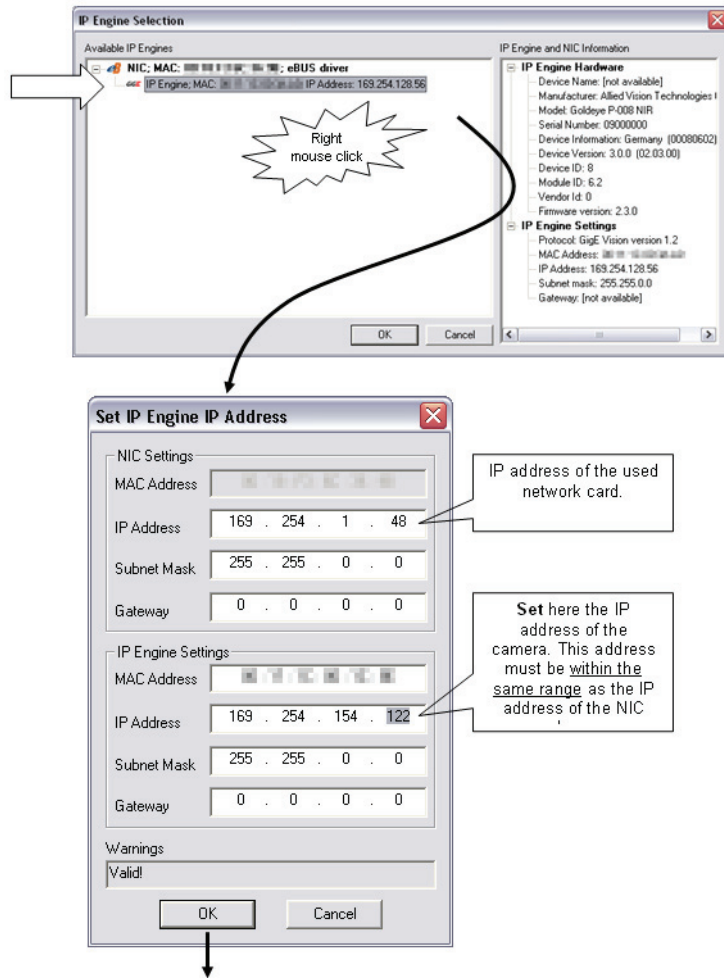 IP Engine Selection
Available IP Engines
NIC; MAC: ; eBUS driver
IP Engine; MAC: IP Address: 169.254.128.56
Right
mouse click
OK
Cancel
IP Engine and NIC Information
IP Engine Hardware
Device Name: [not available]
Manufacturer: Allied Vision Technologies
Model: Goldeye P-008 NIR
Serial Number: 09000000
Device Information: Germany (00080602)
Device Version: 3.0.0 (02.03.00)
Device ID: 8
Module ID: 6.2
Vendor Id: 0
Firmware version: 2.3.0
IP Engine Settings
Protocol: GigE Vision version 1.2
MAC Address:
IP Address: 169.254.128.56
Subnet mask: 255.255.0.0
Gateway: [not available]
Set IP Engine IP Address
NIC Settings
MAC Address
IP Address 169 . 254 . 1 . 48
Subnet Mask 255 . 255 . 0 . 0
Gateway 0 . 0 . 0 . 0
IP Engine Settings
MAC Address
IP Address 169 . 254 . 154 . 122
Subnet Mask 255 . 255 . 0 . 0
Gateway 0 . 0 . 0 . 0
Warnings
Valid!
OK
Cancel
IP address of the used
network card.
Set here the IP
address of the
camera. This address
must be within the
same range as the IP
address of the NIC